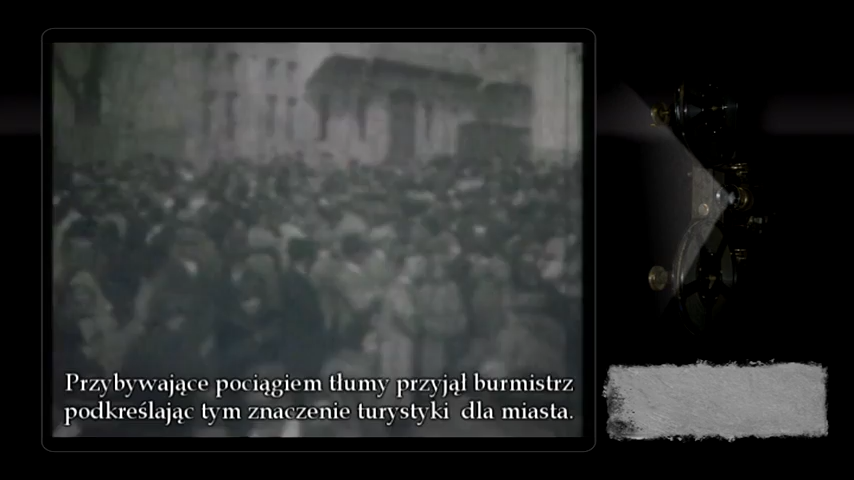 Przybywające pociągiem tłumy przyjął burmistrz
podkreślając tym znaczenie turystyki dla miasta.